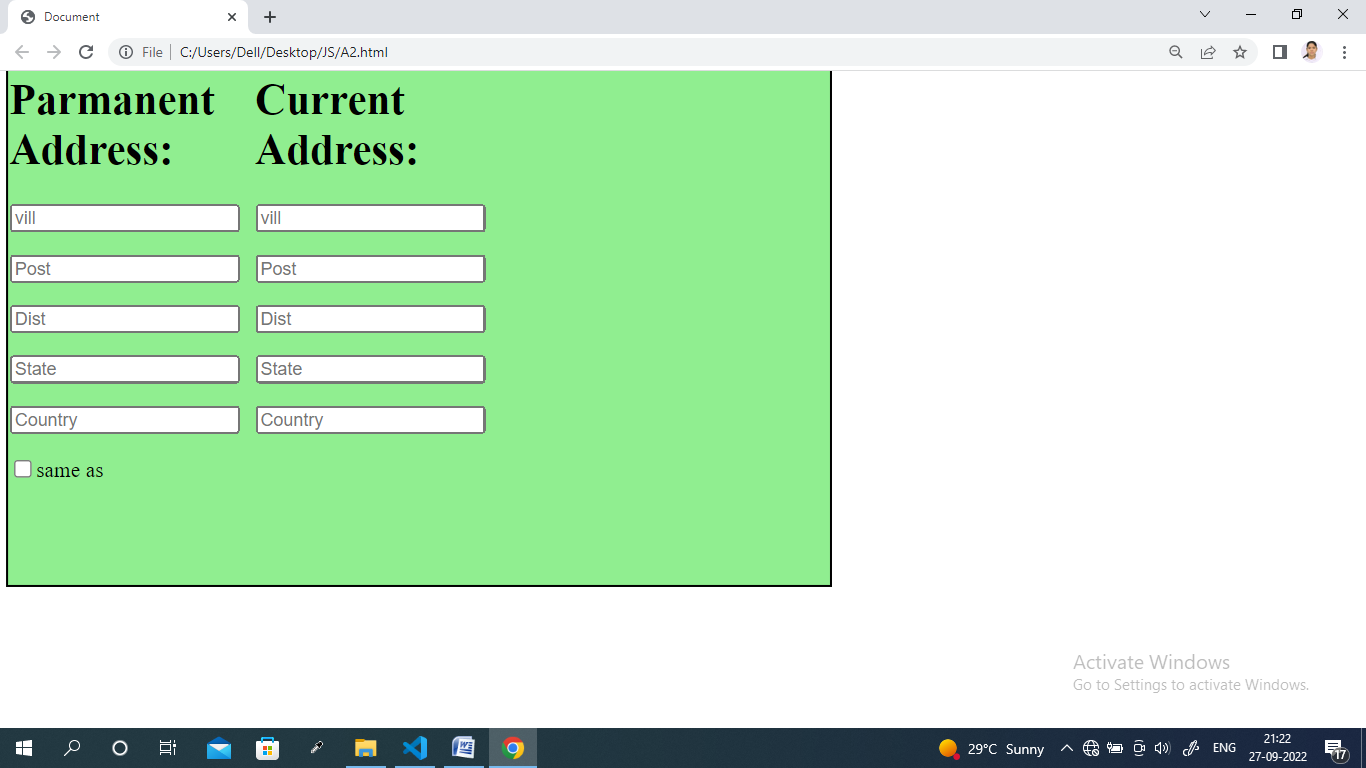 Document
File
C:/Users/Dell/Desktop/JS/A2.html
Parmanent Address:
Current Address:
vill
vill
Post
Post
Dist
Dist
State
State
Country
Country
same as
Activate Windows
Go to Settings to activate Windows.
29°C Sunny
ENG
21:22
27-09-2022
17